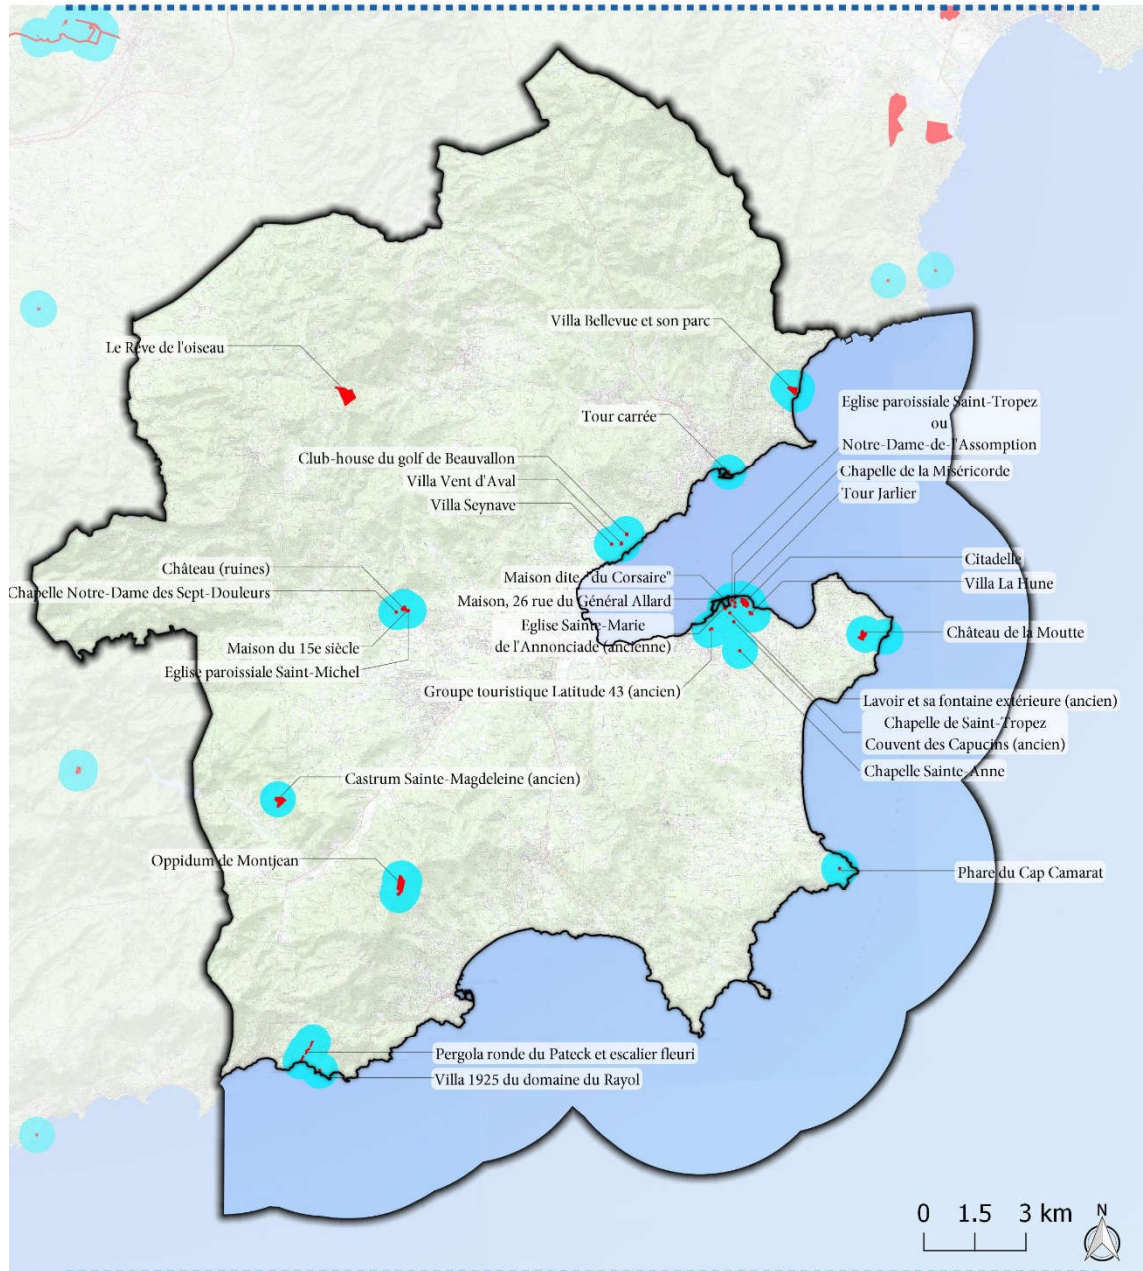 Villa Bellevue et son parc
Le Rêve de l'oiseau
Eglise paroissiale Saint-Tropez
ou
Notre-Dame-de-l'Assomption
Tour carrée
Club-house du golf de Beauvallon
Chapelle de la Miséricorde
Villa Vent d'Aval
Tour Jarlier
Villa Seynave
Château (ruines)
Citadelle
Maison dite "du Corsaire"
Chapelle Notre-Dame des Sept-Douleurs
Villa La Hune
Maison, 26 rue du Général Allard
Eglise Sainte-Marie
de l'Annonciade (ancienne)
Château de la Moutte
Maison du 15e siècle
Eglise paroissiale Saint-Michel
Groupe touristique Latitude 43 (ancien)
Lavoir et sa fontaine extérieure (ancien)
Chapelle de Saint-Tropez
Couvent des Capucins (ancien)
Chapelle Sainte-Anne
Castrum Sainte-Magdeleine (ancien)
Oppidum de Montjean
Phare du Cap Camarat
Pergola ronde du Pateck et escalier fleuri
Villa 1925 du domaine du Rayol
0 1.5 3 km
N